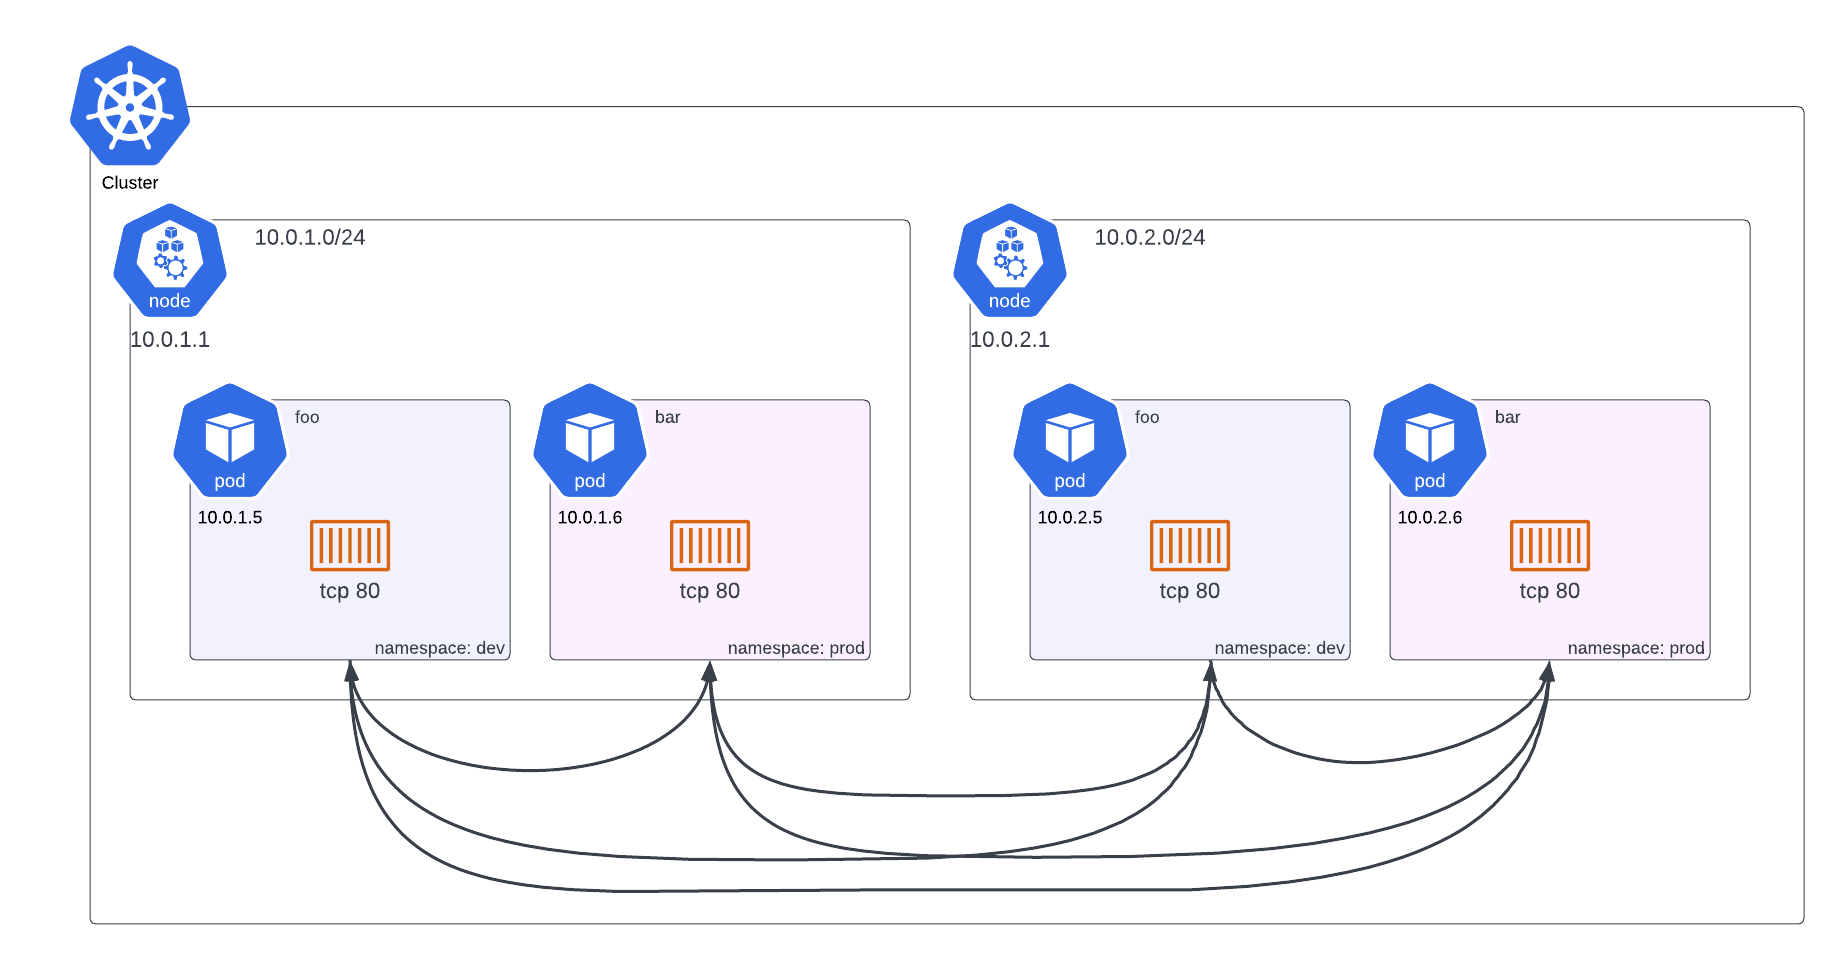 Cluster
10.0.1.0/24
node
10.0.1.1
foo
pod
10.0.1.5
tcp 80
namespace: dev
bar
pod
10.0.1.6
tcp 80
namespace: prod
10.0.2.0/24
node
10.0.2.1
foo
pod
10.0.2.5
tcp 80
namespace: dev
bar
pod
10.0.2.6
tcp 80
namespace: prod